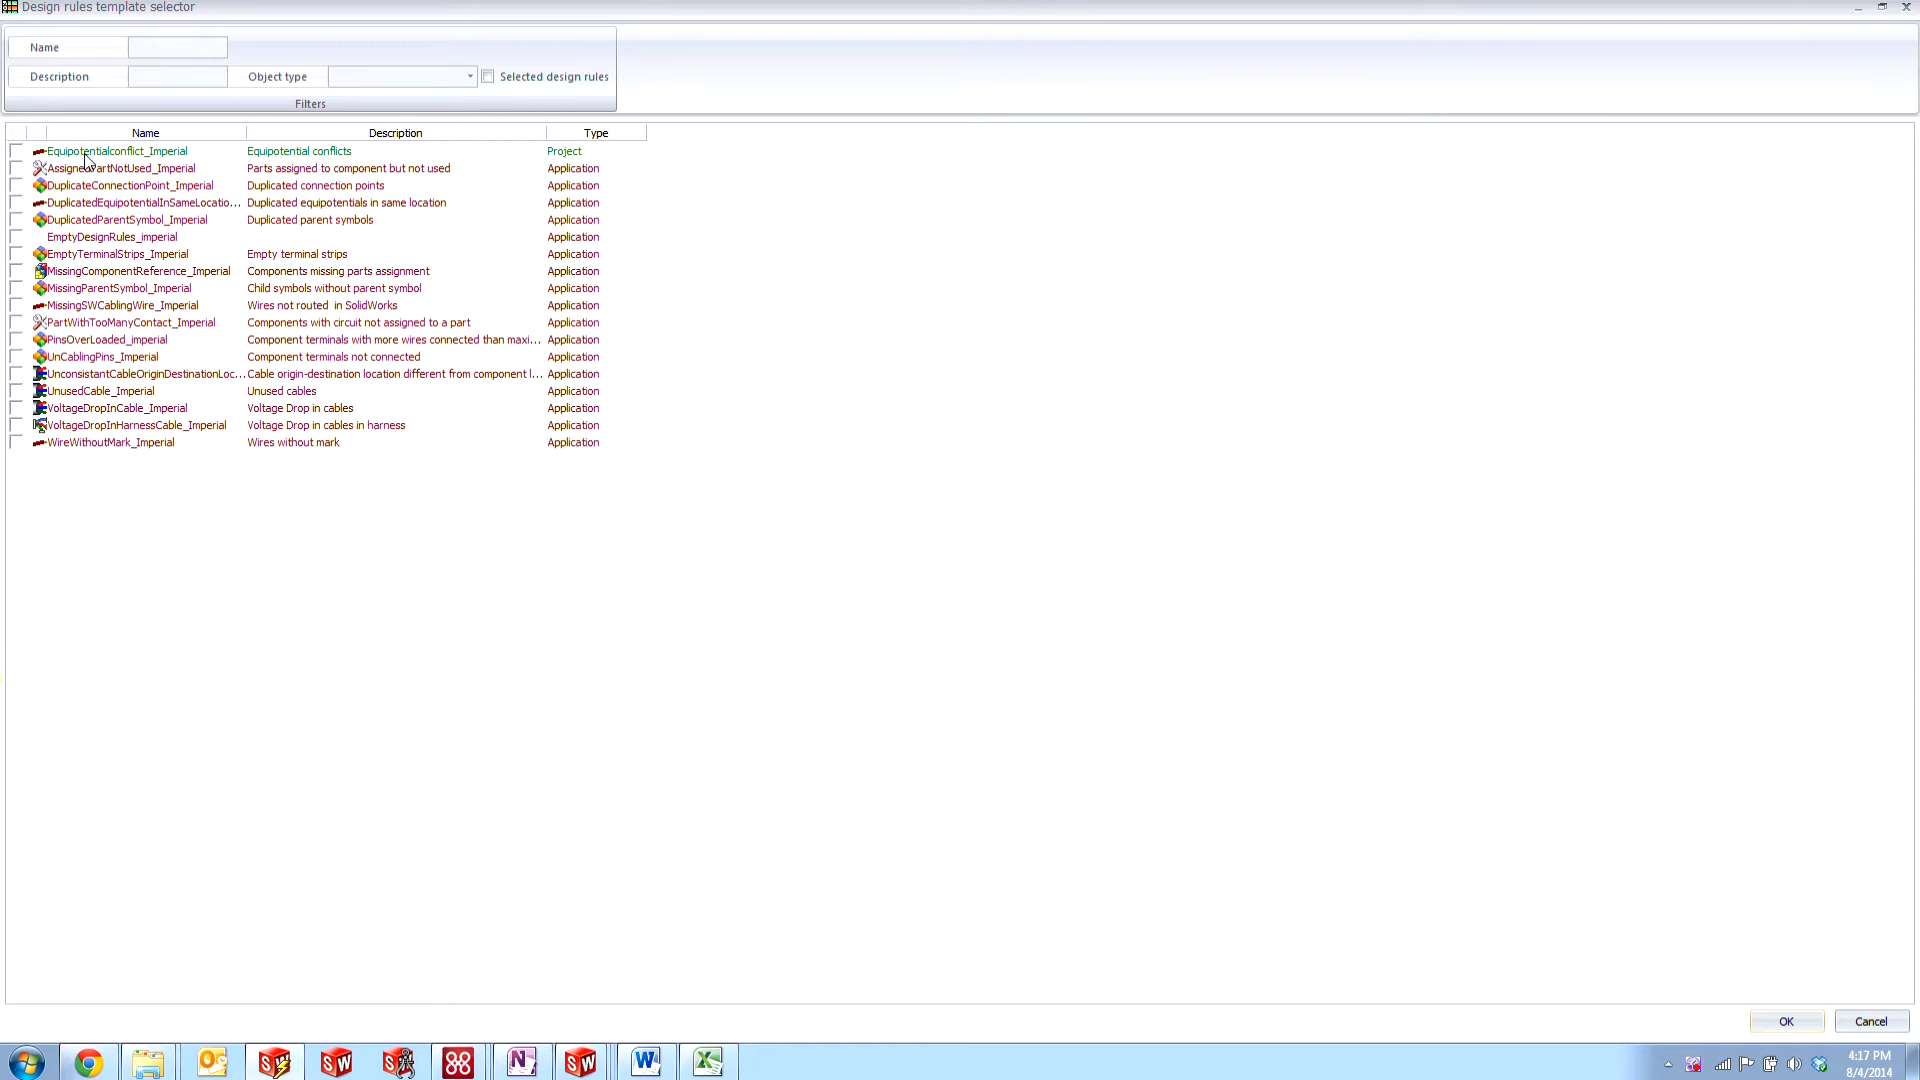 Design rules template selector
Name
Description Object type Selected design rules
Filters
Name Description Type
Equipotentialconflict_Imperial Equipotential conflicts Project
AssignedPartNotUsed_Imperial Parts assigned to component but not used Application
DuplicateConnectionPoint_Imperial Duplicated connection points Application
DuplicatedEquipotentialInSameLocatio... Duplicated equipotentials in same location Application
DuplicatedParentSymbol_Imperial Duplicated parent symbols Application
EmptyDesignRules_imperial Application
EmptyTerminalStrips_Imperial Empty terminal strips Application
MissingComponentReference_Imperial Components missing parts assignment Application
MissingParentSymbol_Imperial Child symbols without parent symbol Application
MissingSWCablingWire_Imperial Wires not routed in SolidWorks Application
PartWithTooManyContact_Imperial Components with circuit not assigned to a part Application
PinsOverLoaded_imperial Component terminals with more wires connected than maxi... Application
UnCablingPins_Imperial Component terminals not connected Application
UnconsistantCableOriginDestinationLoc... Cable origin-destination location different from component l... Application
UnusedCable_Imperial Unused cables Application
VoltageDropInCable_Imperial Voltage Drop in cables Application
VoltageDropInHarnessCable_Imperial Voltage Drop in cables in harness Application
WireWithoutMark_Imperial Wires without mark Application
OK Cancel
4:17 PM
8/4/2014